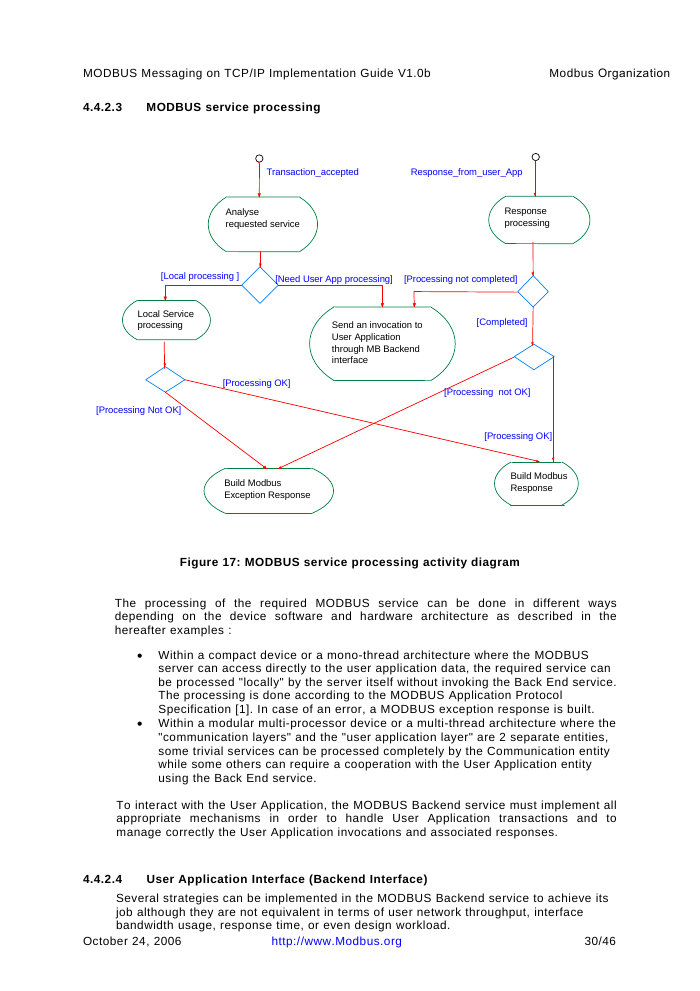 MODBUS Messaging on TCP/IP Implementation Guide V1.0b Modbus Organization
4.4.2.3 MODBUS service processing
Transaction_accepted
Response_from_user_App
Analyse
requested service
Response
processing
[Local processing ]
[Need User App processing]
[Processing not completed]
Local Service
processing
Send an invocation to
User Application
through MB Backend
interface
[Completed]
[Processing OK]
[Processing not OK]
[Processing Not OK]
[Processing OK]
Build Modbus
Exception Response
Build Modbus
Response
Figure 17: MODBUS service processing activity diagram
The processing of the required MODBUS service can be done in different ways
depending on the device software and hardware architecture as described in the
hereafter examples :
• Within a compact device or a mono-thread architecture where the MODBUS
server can access directly to the user application data, the required service can
be processed "locally" by the server itself without invoking the Back End service.
The processing is done according to the MODBUS Application Protocol
Specification [1]. In case of an error, a MODBUS exception response is built.
• Within a modular multi-processor device or a multi-thread architecture where the
"communication layers" and the "user application layer" are 2 separate entities,
some trivial services can be processed completely by the Communication entity
while some others can require a cooperation with the User Application entity
using the Back End service.
To interact with the User Application, the MODBUS Backend service must implement all
appropriate mechanisms in order to handle User Application transactions and to
manage correctly the User Application invocations and associated responses.
4.4.2.4 User Application Interface (Backend Interface)
Several strategies can be implemented in the MODBUS Backend service to achieve its
job although they are not equivalent in terms of user network throughput, interface
bandwidth usage, response time, or even design workload.
October 24, 2006 http://www.Modbus.org 30/46